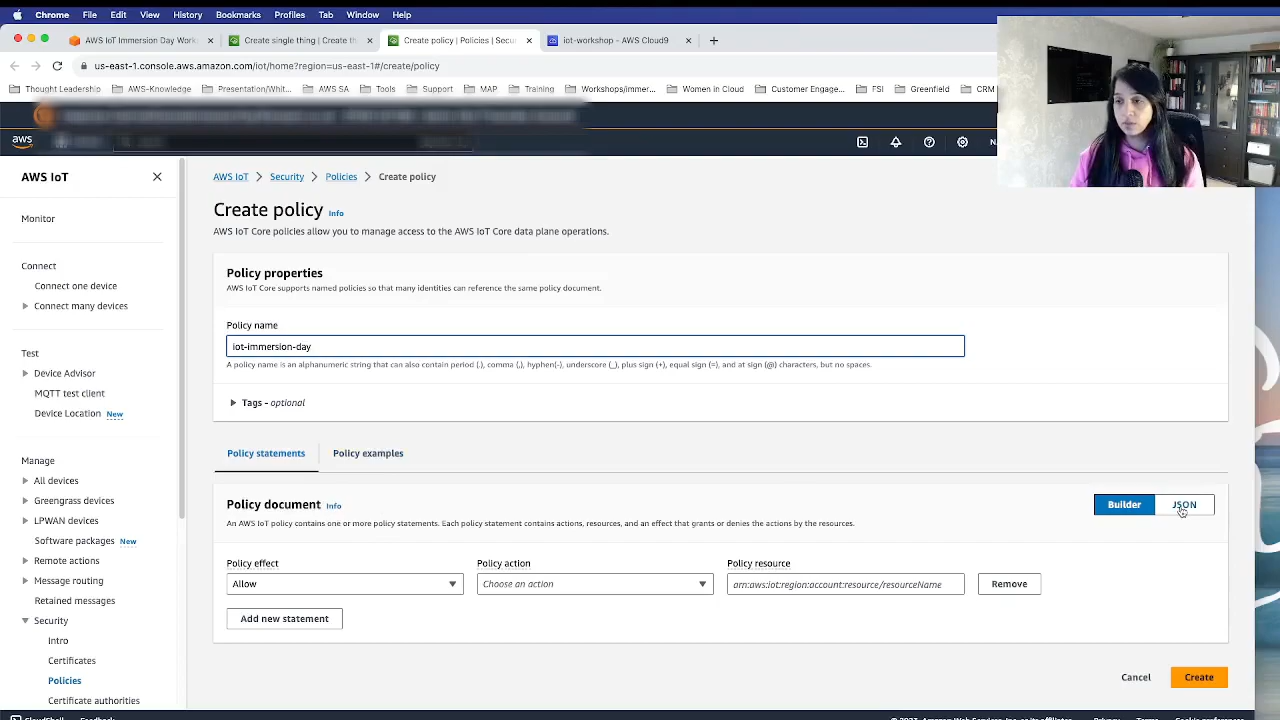 Chrome File Edit View History Bookmarks Profiles Tab Window Help
AWS IoT Immersion Day Work
Create single thing | Create th
Create policy | Policies | Securi
iot-workshop - AWS Cloud9
us-east-1.console.aws.amazon.com/iot/home?region=us-east-1#/create/policy
Thought Leadership AWS-Knowledge Presentation/Whit... AWS SA Tools Support MAP Training Workshops/immer... Women in Cloud Customer Engage... FSI Greenfield CRM
aws
AWS IoT
Monitor
Connect
Connect one device
Connect many devices
Test
Device Advisor
MQTT test client
Device Location New
Manage
All devices
Greengrass devices
LPWAN devices
Software packages New
Remote actions
Message routing
Retained messages
Security
Intro
Certificates
Policies
Certificate authorities
AWS IoT > Security > Policies > Create policy
Create policy Info
AWS IoT Core policies allow you to manage access to the AWS IoT Core data plane operations.
Policy properties
AWS IoT Core supports named policies so that many identities can reference the same policy document.
Policy name
iot-immersion-day
A policy name is an alphanumeric string that can also contain period (.), comma (,), hyphen(-), underscore (_), plus sign (+), equal sign (=), and at sign (@) characters, but no spaces.
Tags - optional
Policy statements Policy examples
Policy document Info
Builder JSON
An AWS IoT policy contains one or more policy statements. Each policy statement contains actions, resources, and an effect that grants or denies the actions by the resources.
Policy effect Policy action Policy resource
Allow Choose an action arn:aws:iot:region:account:resource/resourceName Remove
Add new statement
Cancel Create